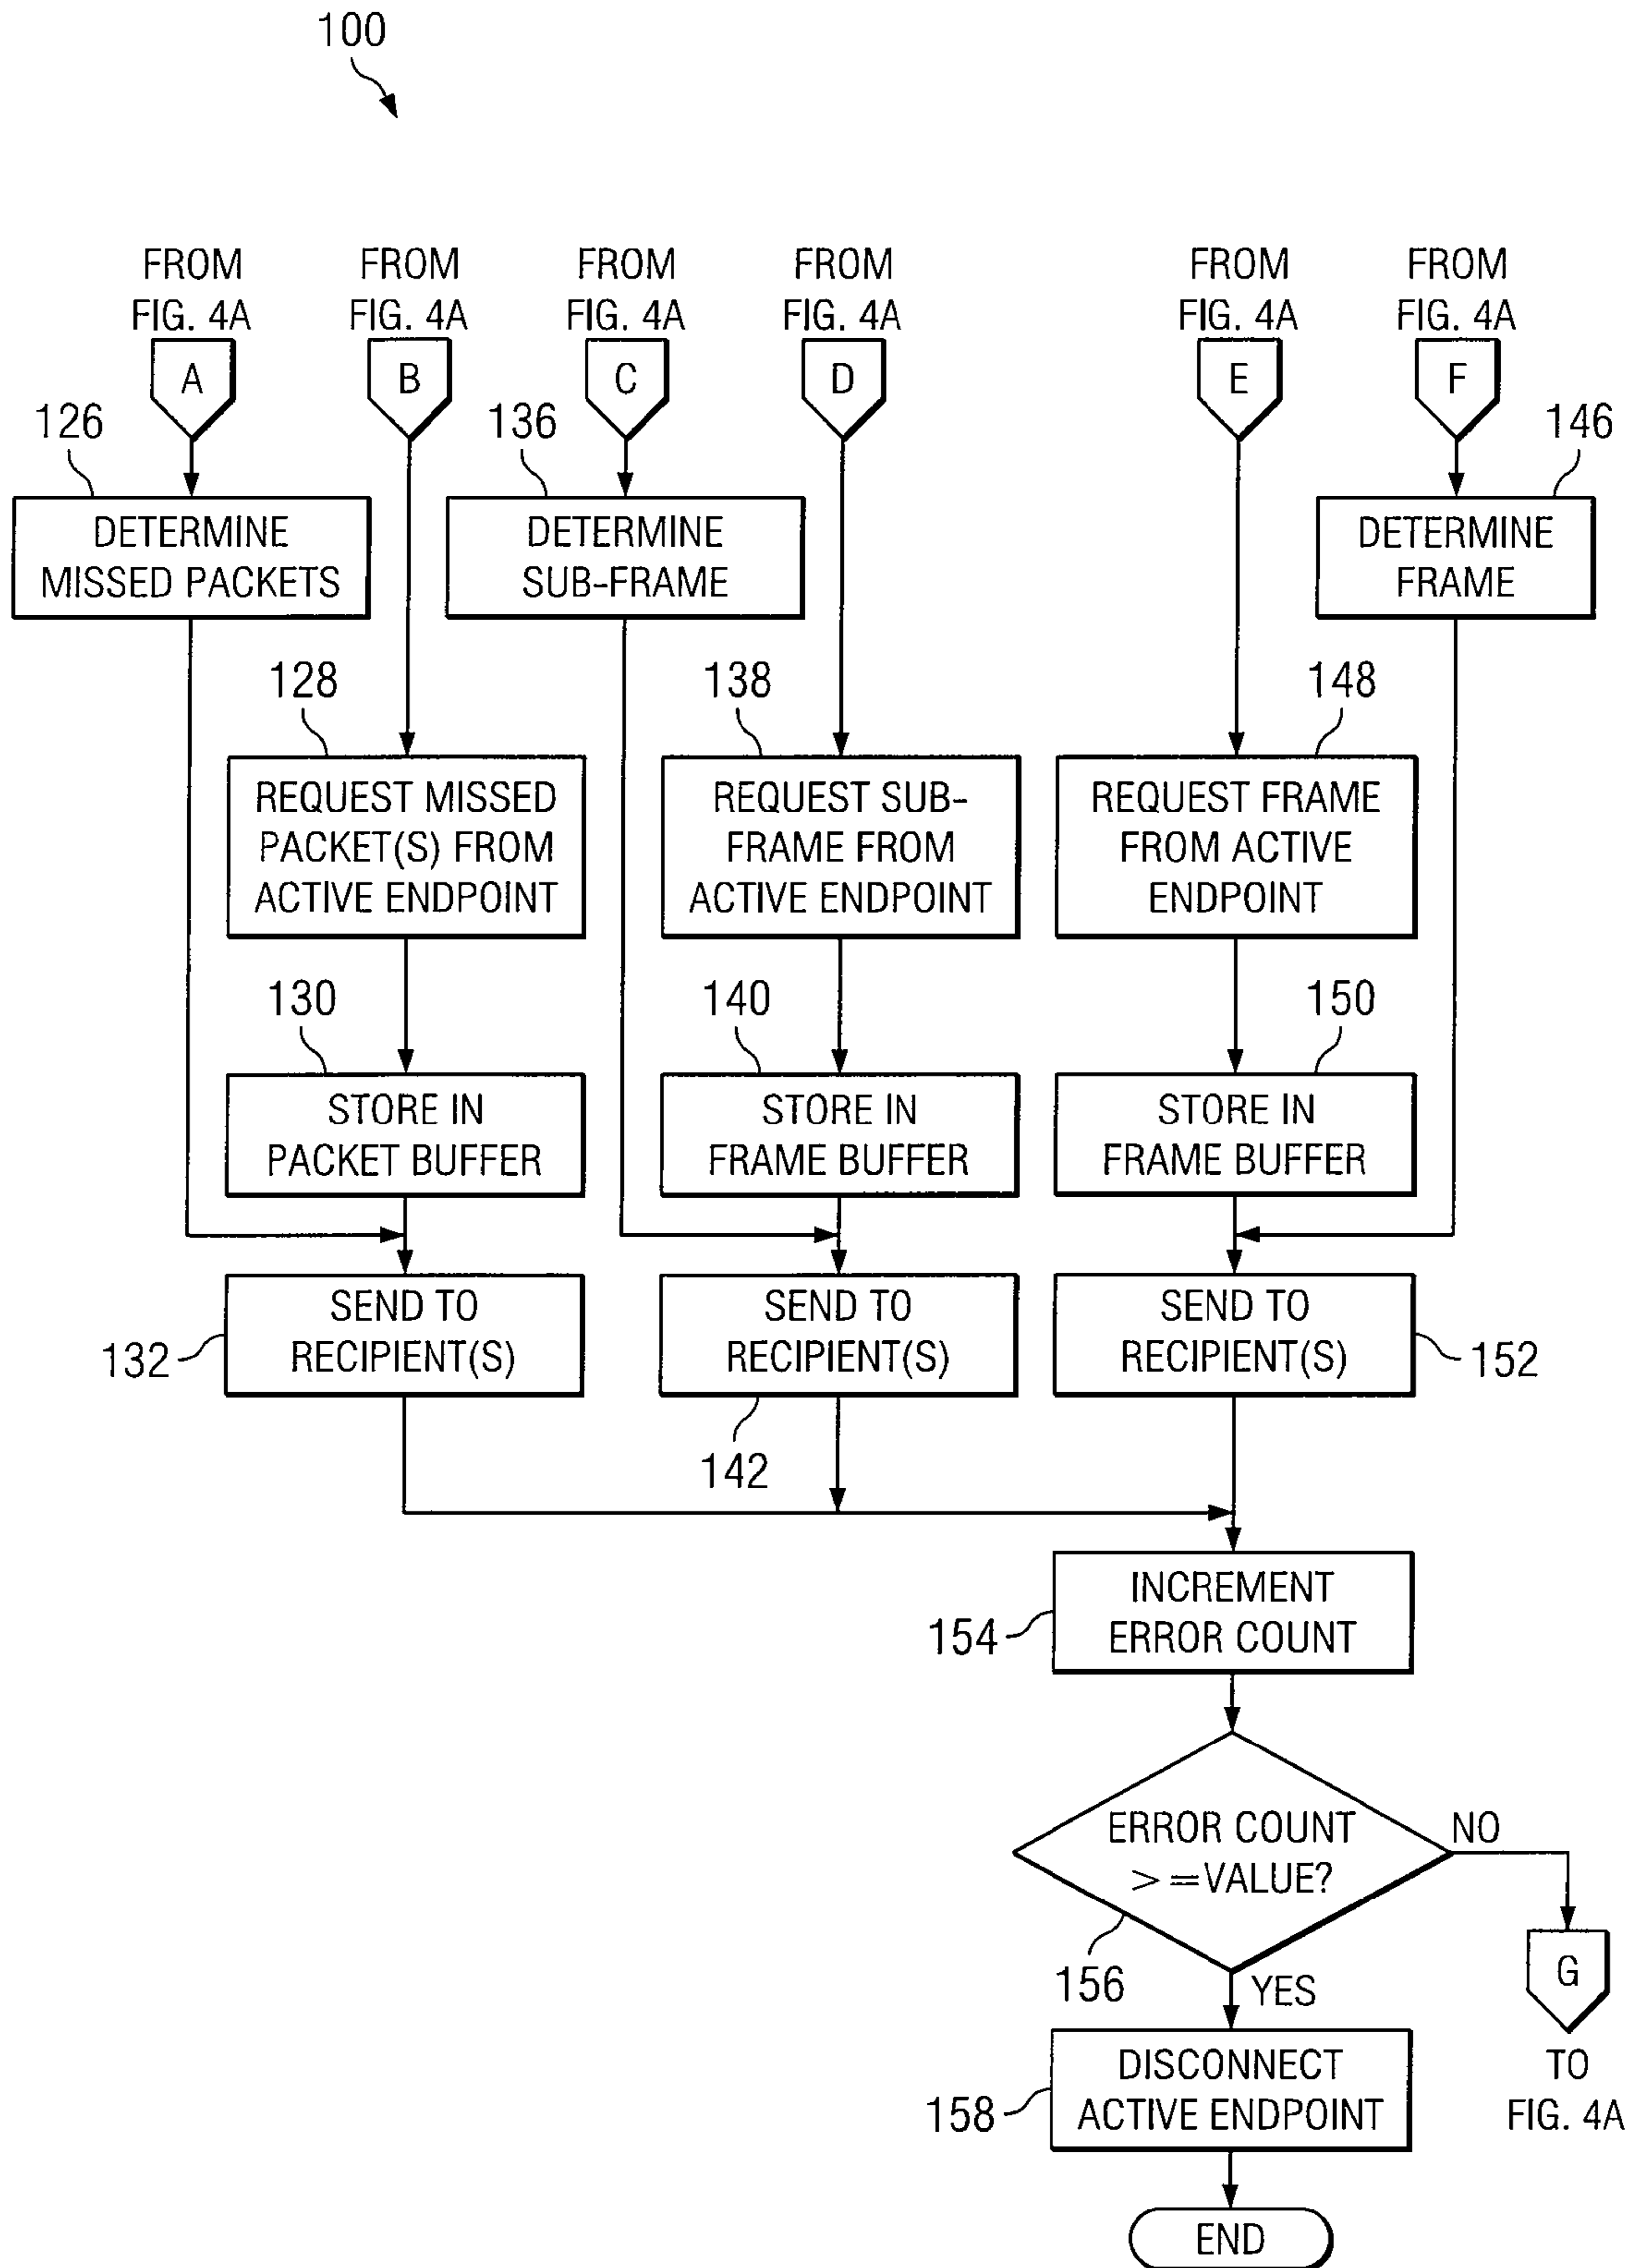 100
FROM
FIG. 4A
FROM
FIG. 4A
FROM
FIG. 4A
FROM
FIG. 4A
FROM
FIG. 4A
FROM
FIG. 4A
A
B
C
D
E
F
126
136
146
DETERMINE
MISSED PACKETS
DETERMINE
SUB-FRAME
DETERMINE
FRAME
128
138
148
REQUEST MISSED
PACKET(S) FROM
ACTIVE ENDPOINT
REQUEST SUB-
FRAME FROM
ACTIVE ENDPOINT
REQUEST FRAME
FROM ACTIVE
ENDPOINT
130
140
150
STORE IN
PACKET BUFFER
STORE IN
FRAME BUFFER
STORE IN
FRAME BUFFER
132
SEND TO
RECIPIENT(S)
SEND TO
RECIPIENT(S)
SEND TO
RECIPIENT(S)
152
142
INCREMENT
ERROR COUNT
154
ERROR COUNT
> =VALUE?
NO
156
YES
G
TO
FIG. 4A
DISCONNECT
ACTIVE ENDPOINT
158
END